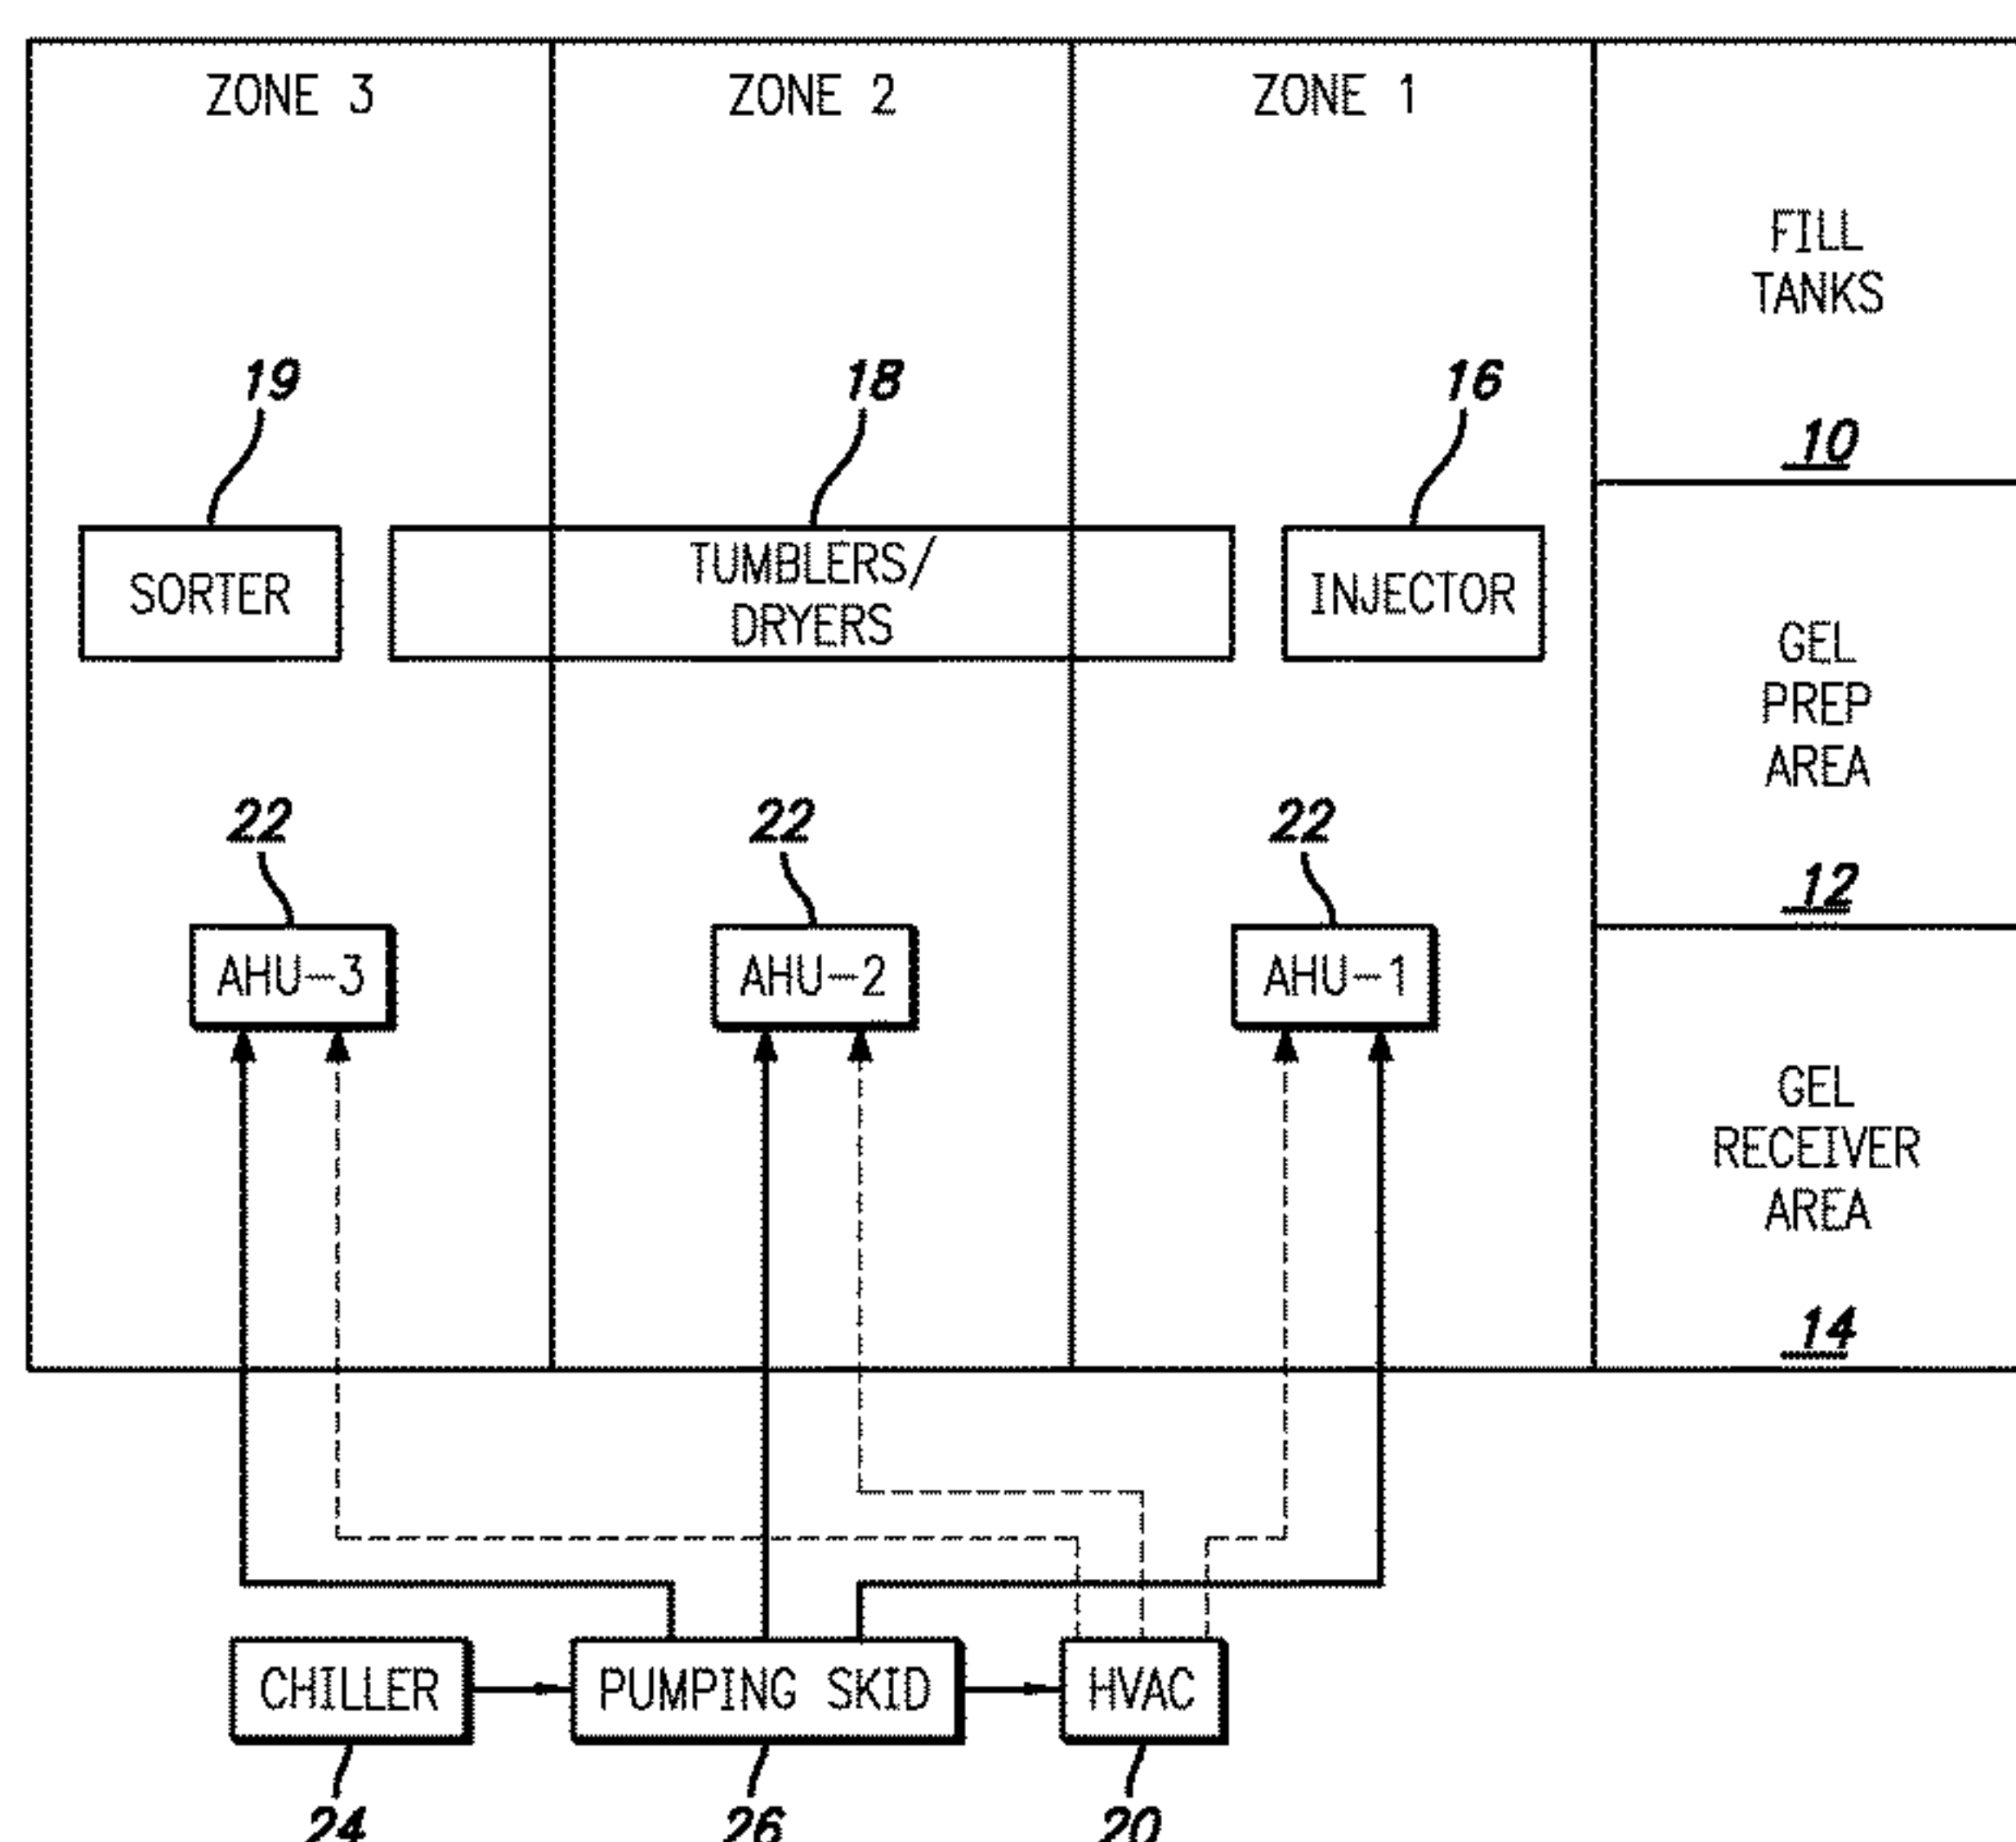 ZONE 3
ZONE 2
ZONE 1
FILL
TANKS
10
19
18
16
SORTER
TUMBLERS/
DRYERS
INJECTOR
GEL
PREP
AREA
12
22
22
22
AHU-3
AHU-2
AHU-1
GEL
RECEIVER
AREA
14
CHILLER
PUMPING SKID
HVAC
24
26
20